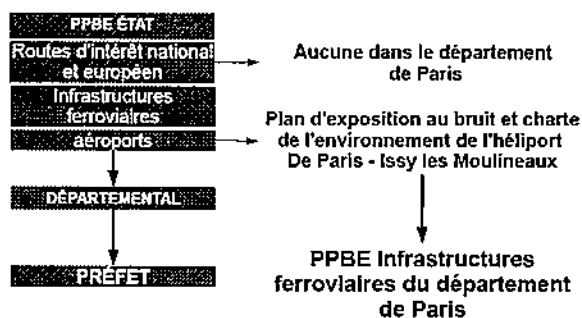 PPBE ÉTAT
Routes d'intérêt national
et européen
Aucune dans le département
de Paris
Infrastructures
ferroviaires
aéroports
Plan d'exposition au bruit et charte
de l'environnement de l'héliport
De Paris - Issy les Moulineaux
DÉPARTEMENTAL
PRÉFET
PPBE Infrastructures
ferroviaires du département
de Paris